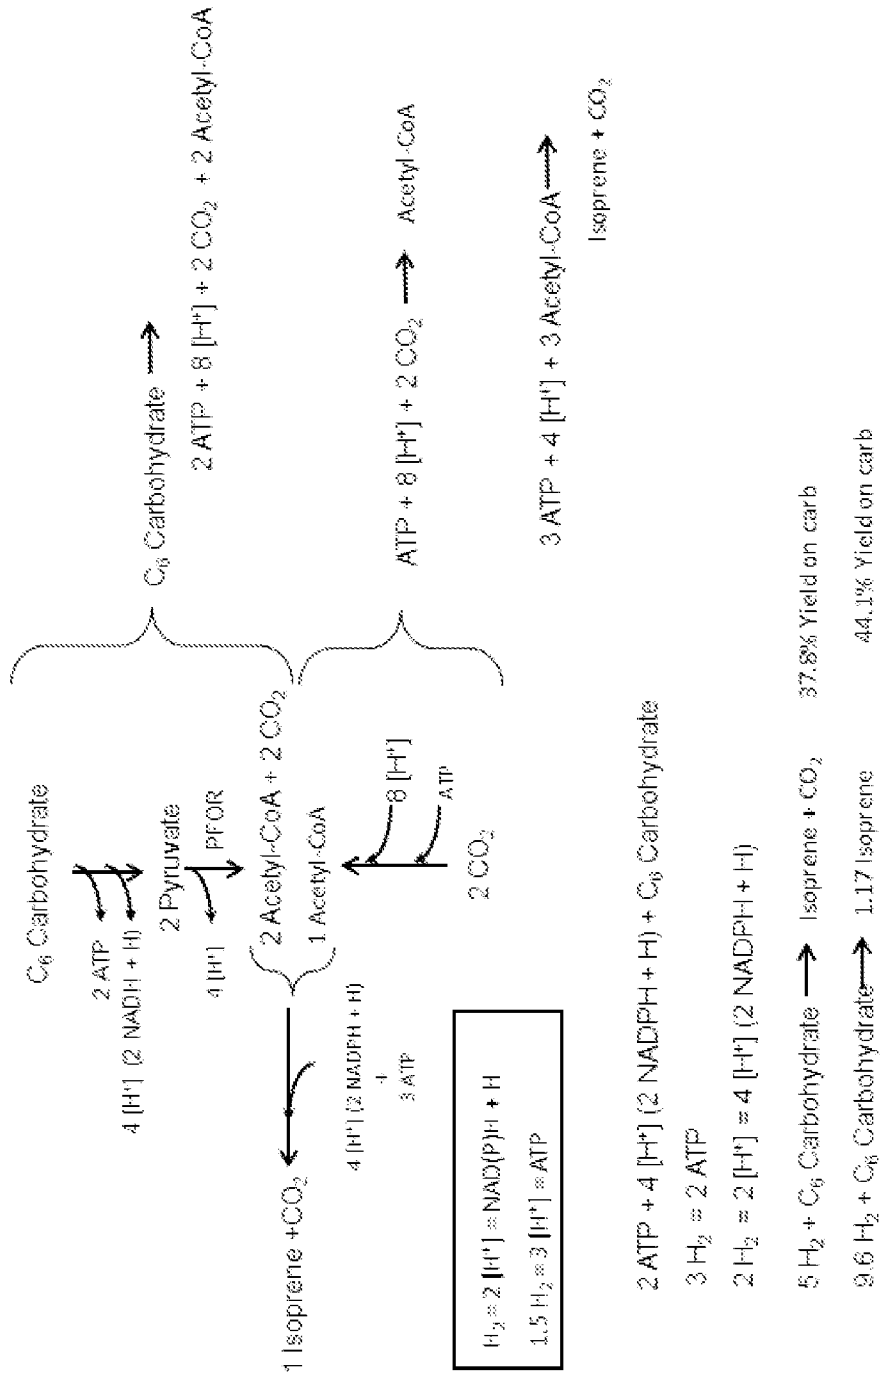 C₆ Carbohydrate
2 ATP
4 [H⁺] (2 NADH + H)
2 Pyruvate
4 [H⁺]
PFOR
2 Acetyl-CoA + 2 CO₂
1 Acetyl-CoA
8 [H⁺]
ATP
2 CO₂
1 Isoprene +CO₂
4 [H⁺] (2 NADPH + H)
+
3 ATP
C₆ Carbohydrate →
2 ATP + 8 [H⁺] + 2 CO₂ + 2 Acetyl-CoA
ATP + 8 [H⁺] + 2 CO₂ → Acetyl-CoA
3 ATP + 4 [H⁺] + 3 Acetyl-CoA →
Isoprene + CO₂
H₂ = 2 [H⁺] = NAD(P)H + H
1.5 H₂ = 3 [H⁺] = ATP
2 ATP + 4 [H⁺] (2 NADPH + H) + C₆ Carbohydrate
3 H₂ = 2 ATP
2 H₂ = 2 [H⁺] = 4 [H⁺] (2 NADPH + H)
5 H₂ + C₆ Carbohydrate → Isoprene + CO₂ 37.8% Yield on carb
9.6 H₂ + C₆ Carbohydrate → 1.17 Isoprene 44.1% Yield on carb